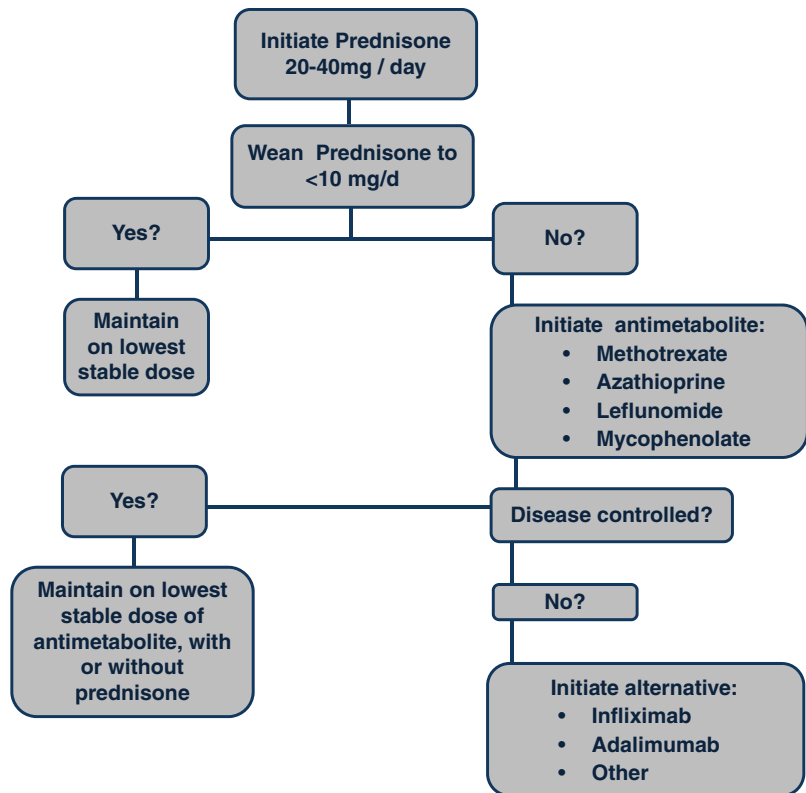 Initiate Prednisone
20-40mg / day
Wean Prednisone to
<10 mg/d
Yes?
No?
Maintain
on lowest
stable dose
Initiate antimetabolite:
• Methotrexate
• Azathioprine
• Leflunomide
• Mycophenolate
Yes?
Disease controlled?
Maintain on lowest
stable dose of
antimetabolite, with
or without
prednisone
No?
Initiate alternative:
• Infliximab
• Adalimumab
• Other